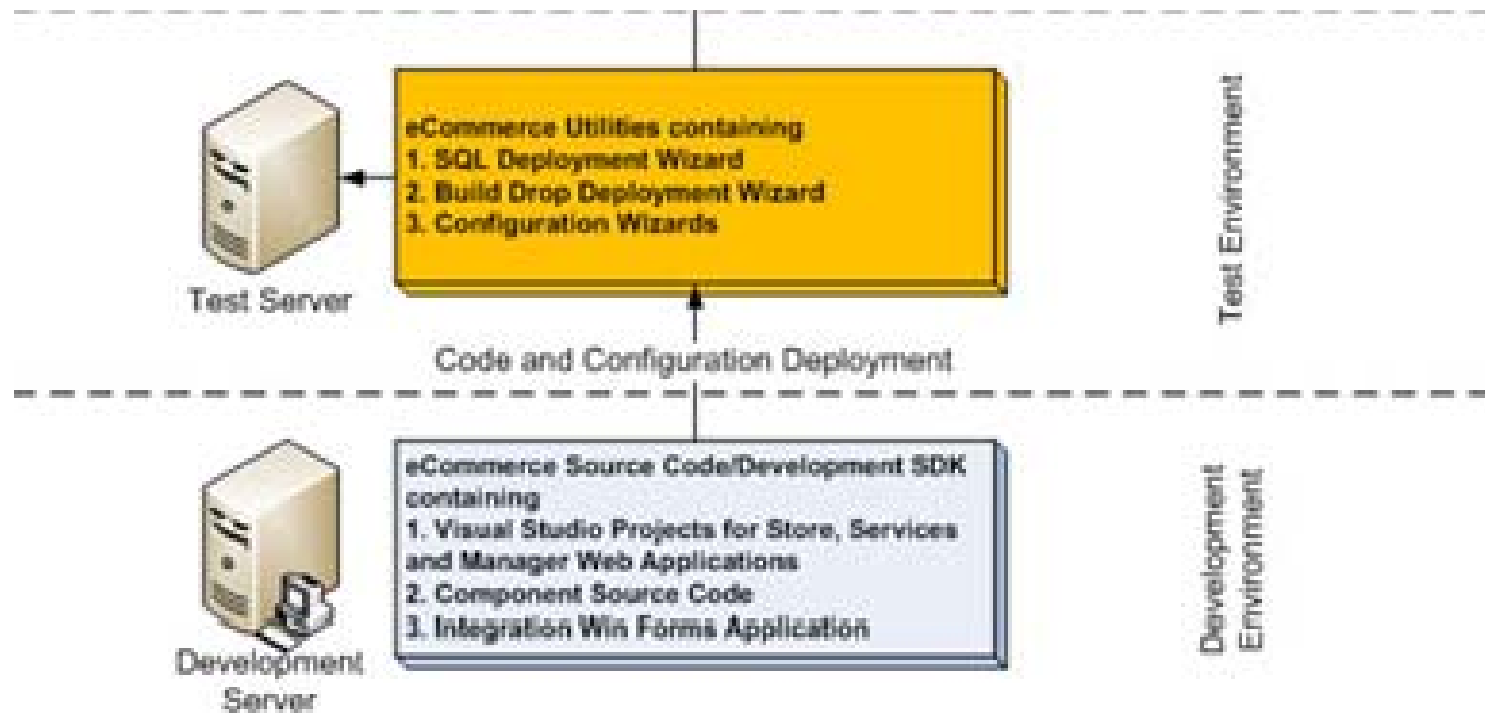 eCommerce Utilities containing
1. SQL Deployment Wizard
2. Build Drop Deployment Wizard
3. Configuration Wizards
Test Server
Test Environment
Code and Configuration Deployment
eCommerce Source Code/Development SDK
containing
1. Visual Studio Projects for Store, Services
and Manager Web Applications
2. Component Source Code
3. Integration Win Forms Application
Development
Server
Development
Environment